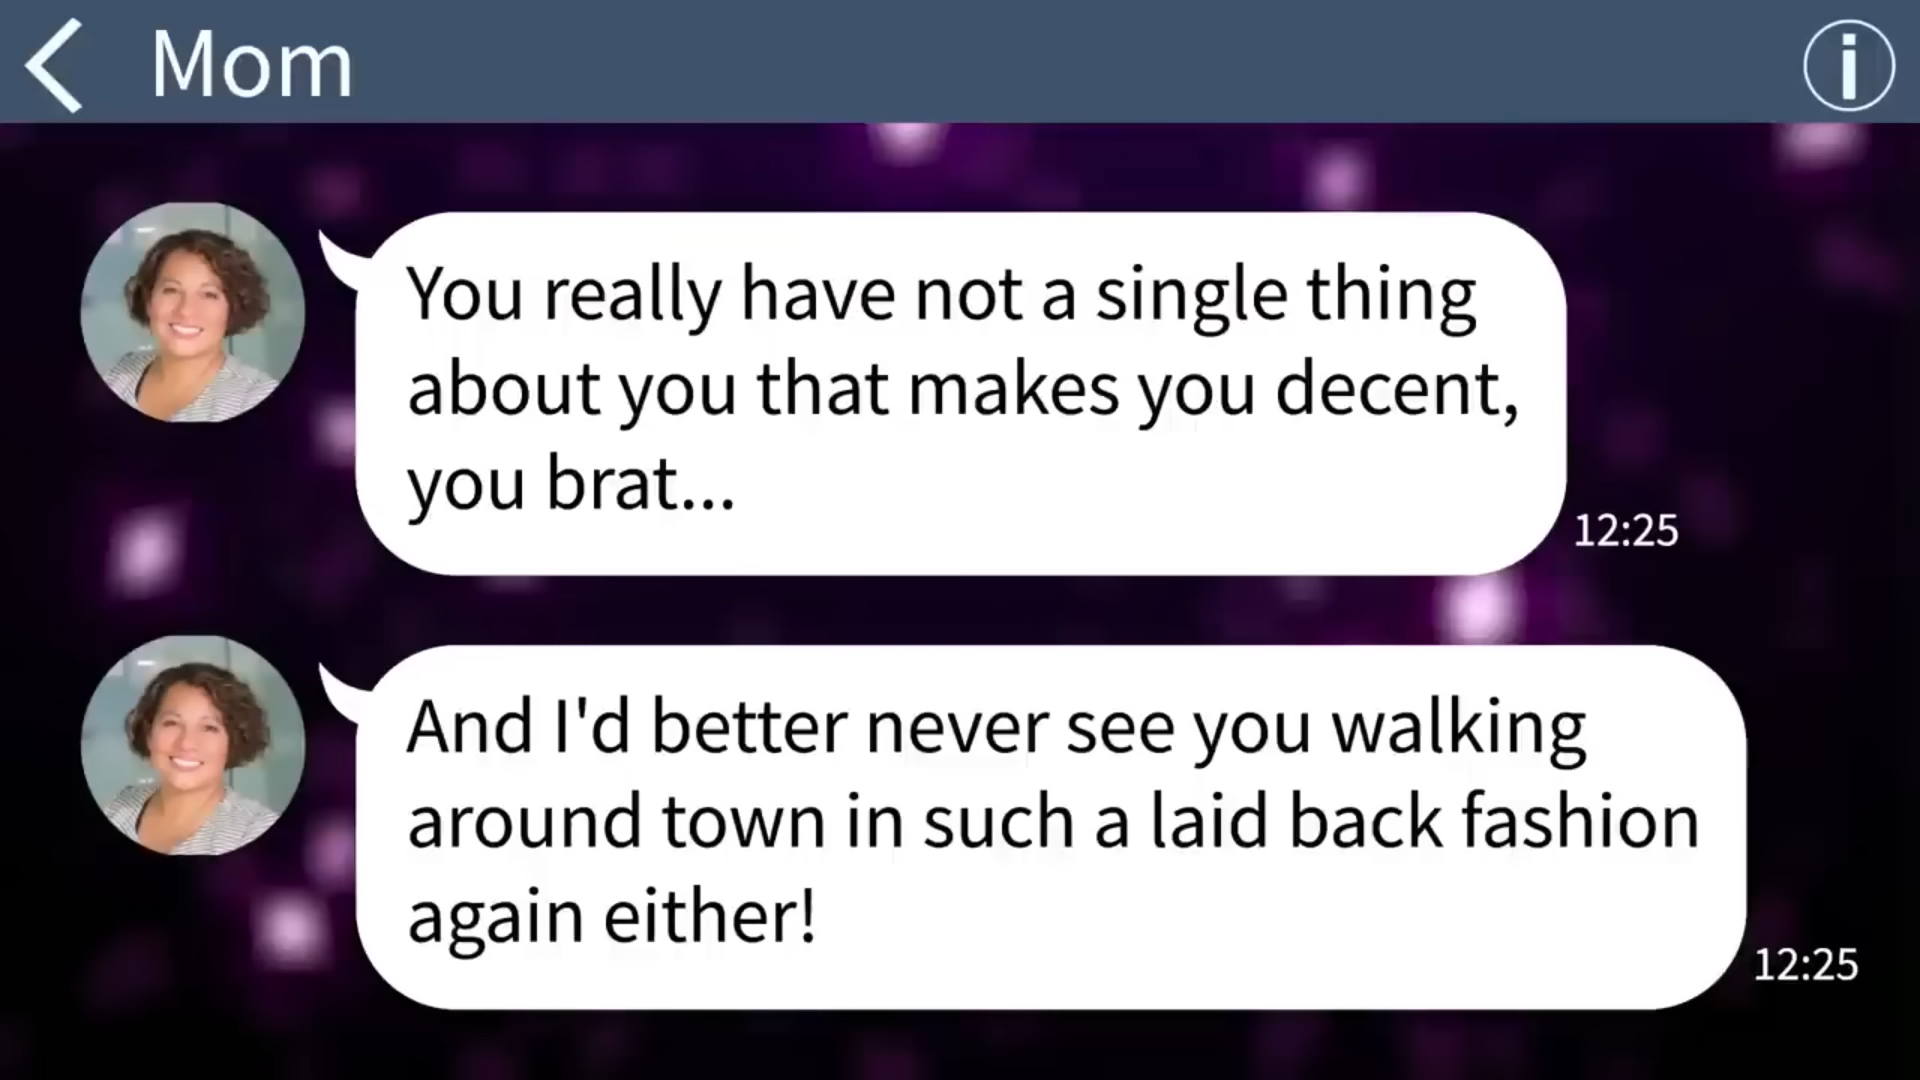 Mom
You really have not a single thing
about you that makes you decent,
you brat...
12:25
And I'd better never see you walking
around town in such a laid back fashion
again either!
12:25